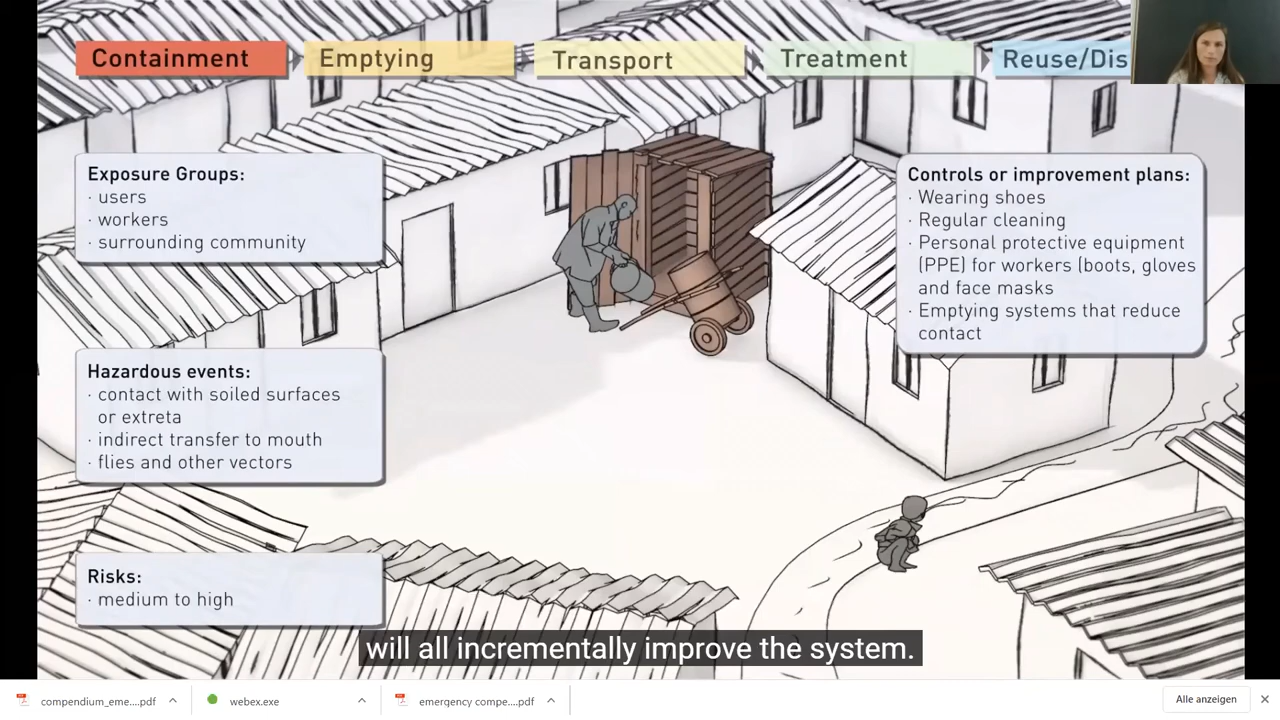 Containment
Emptying
Transport
Treatment
Reuse/Dis
Exposure Groups:
· users
· workers
· surrounding community
Controls or improvement plans:
· Wearing shoes
· Regular cleaning
· Personal protective equipment
(PPE) for workers (boots, gloves
and face masks
· Emptying systems that reduce
contact
Hazardous events:
· contact with soiled surfaces
or extreta
· indirect transfer to mouth
· flies and other vectors
Risks:
· medium to high
will all incrementally improve the system.
compendium_eme....pdf
webex.exe
emergency compe....pdf
Alle anzeigen